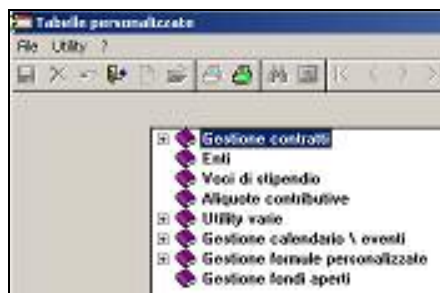 Tabelle personalizzate
File Utility ?
Gestione contratti
Enti
Voci di stipendio
Aliquote contributive
Utility varie
Gestione calendario \ eventi
Gestione formule personalizzate
Gestione fondi aperti